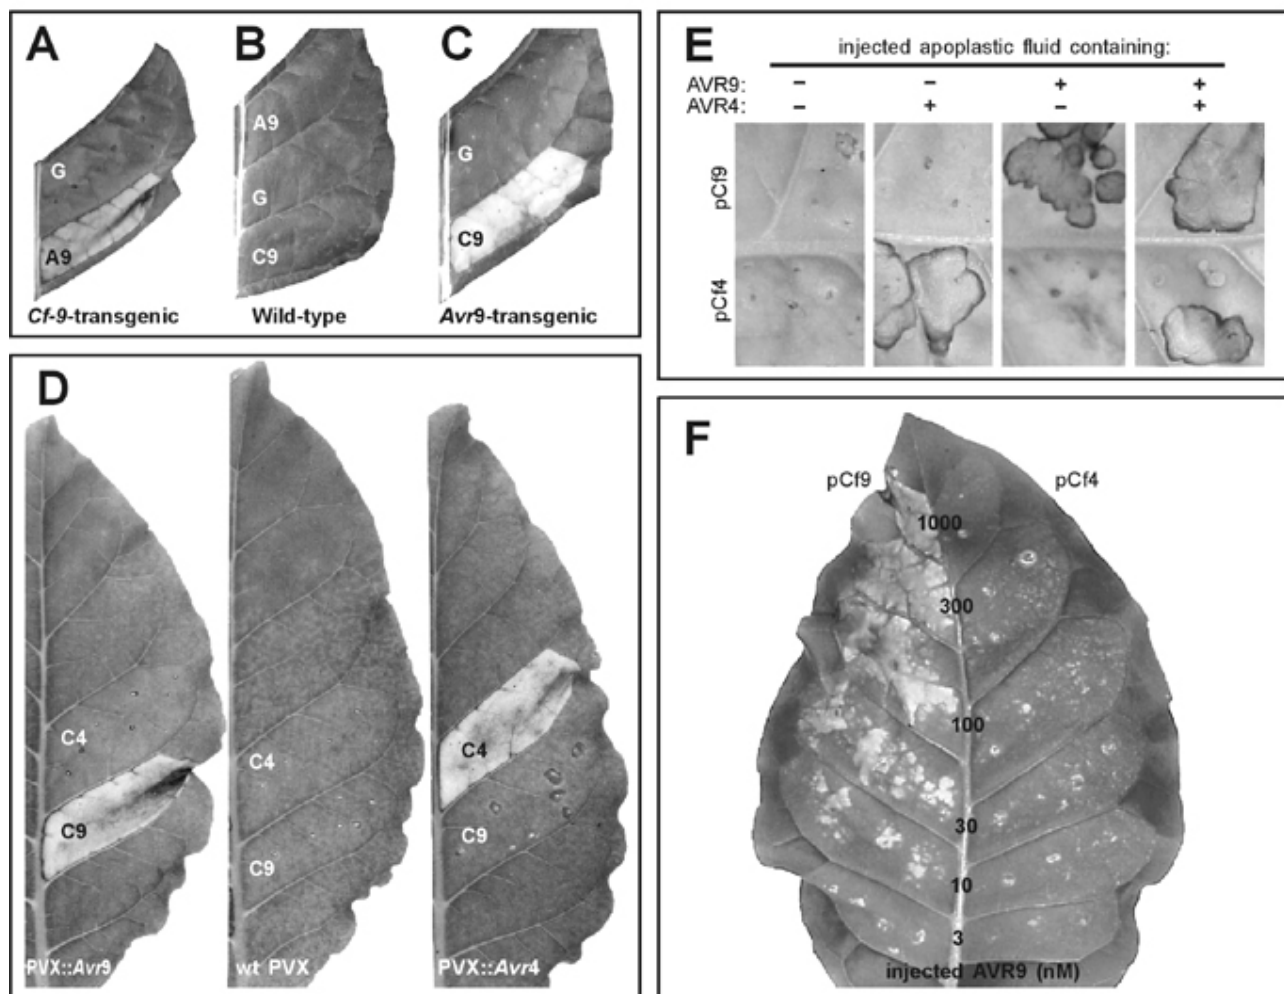 A
B
C
G
A9
A9
G
C9
G
C9
Cf-9-transgenic
Wild-type
Avr9-transgenic
D
C4
C9
C4
C9
C4
C9
PVX::Avr9
wt PVX
PVX::Avr4
E
injected apoplastic fluid containing:
AVR9: – – + +
AVR4: – + – +
pCf9
pCf4
F
pCf9
pCf4
1000
300
100
30
10
3
injected AVR9 (nM)